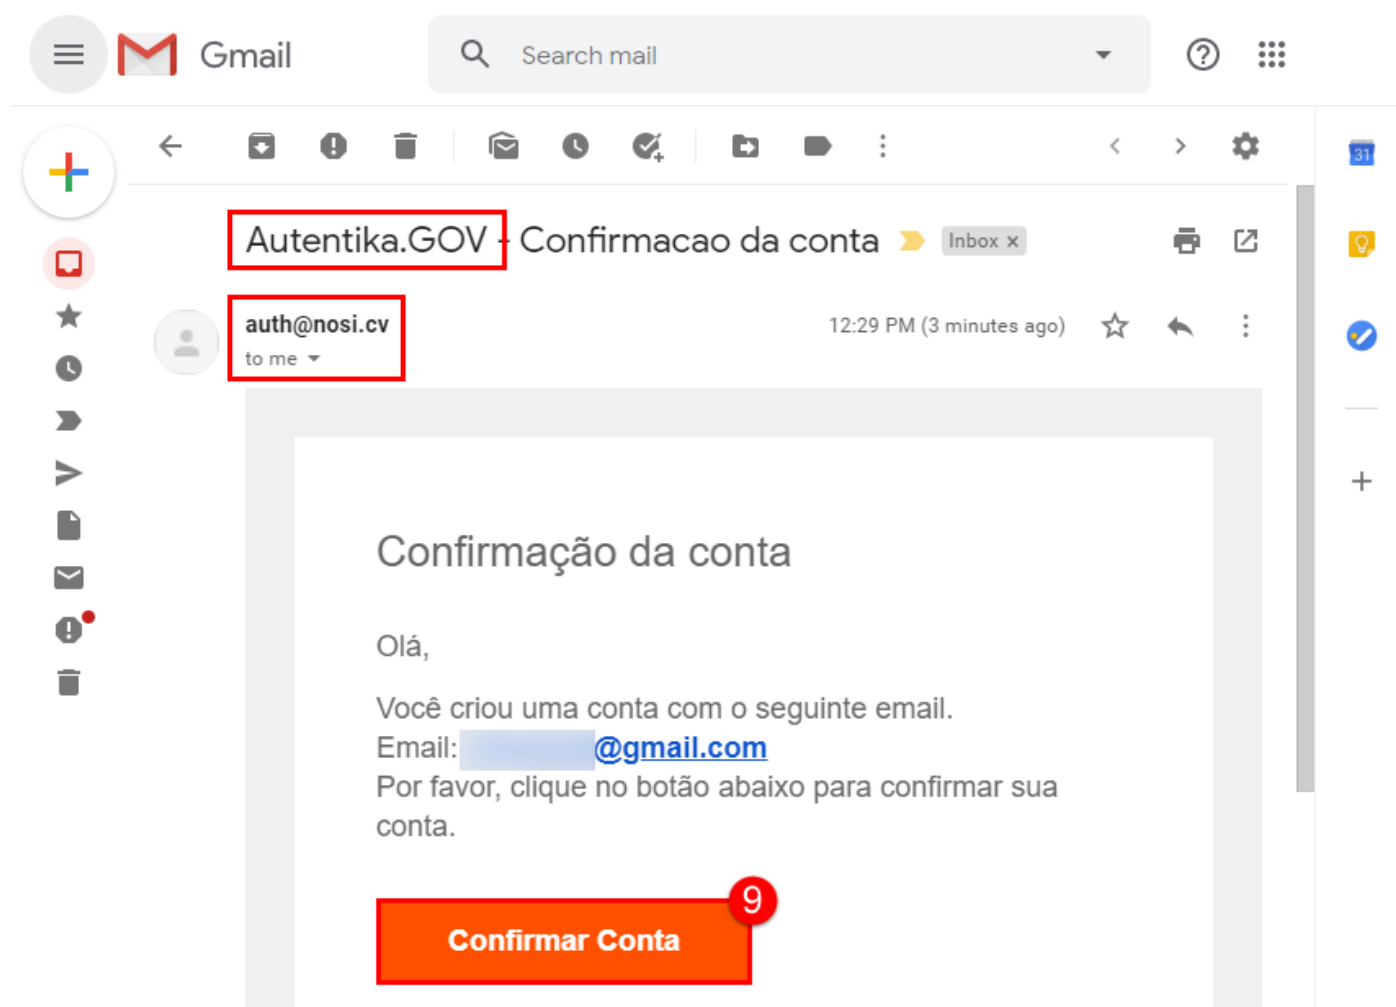 Gmail
Search mail
31
Autentika.GOV - Confirmacao da conta
Inbox x
auth@nosi.cv
12:29 PM (3 minutes ago)
to me
Confirmação da conta
Olá,
Você criou uma conta com o seguinte email.
Email: @gmail.com
Por favor, clique no botão abaixo para confirmar sua
conta.
9
Confirmar Conta